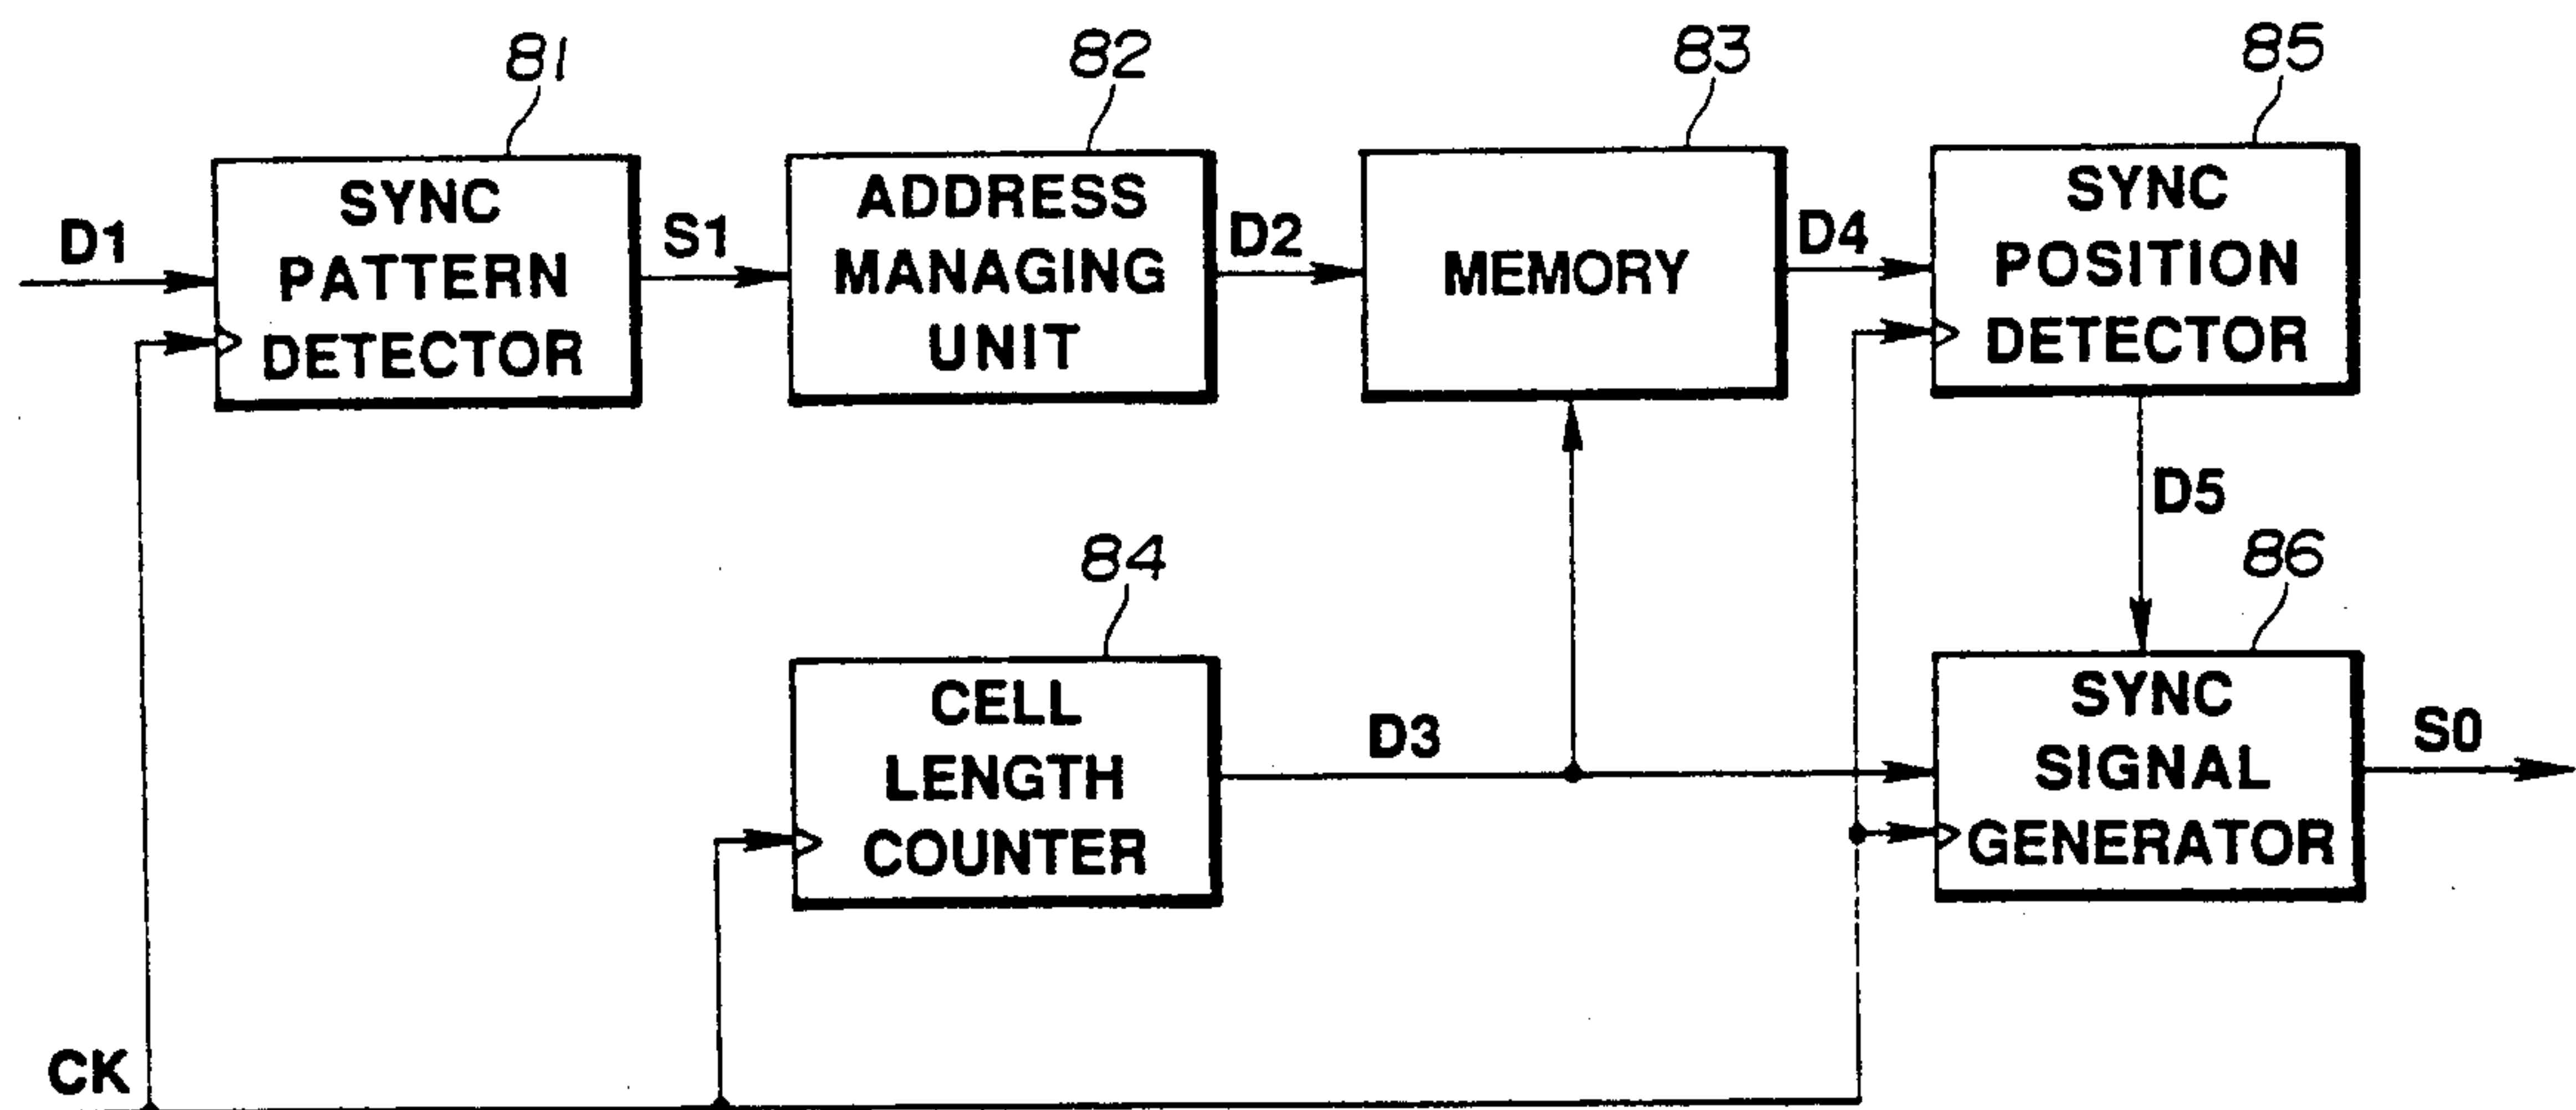 81
82
83
85
D1
SYNC
PATTERN
DETECTOR
S1
ADDRESS
MANAGING
UNIT
D2
MEMORY
D4
SYNC
POSITION
DETECTOR
D5
84
86
CELL
LENGTH
COUNTER
D3
SYNC
SIGNAL
GENERATOR
S0
CK